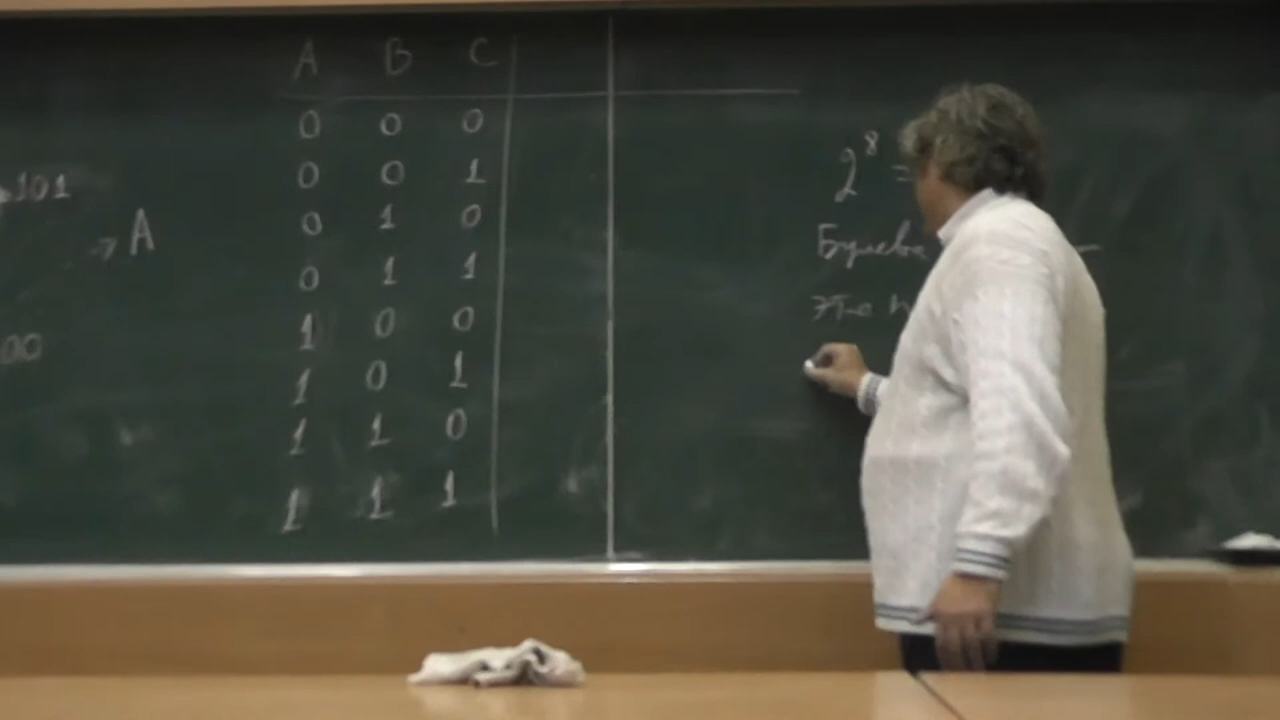 101
→ A
00
A B C
0 0 0
0 0 1
0 1 0
0 1 1
1 0 0
1 0 1
1 1 0
1 1 1
2⁸ =
Булева
это